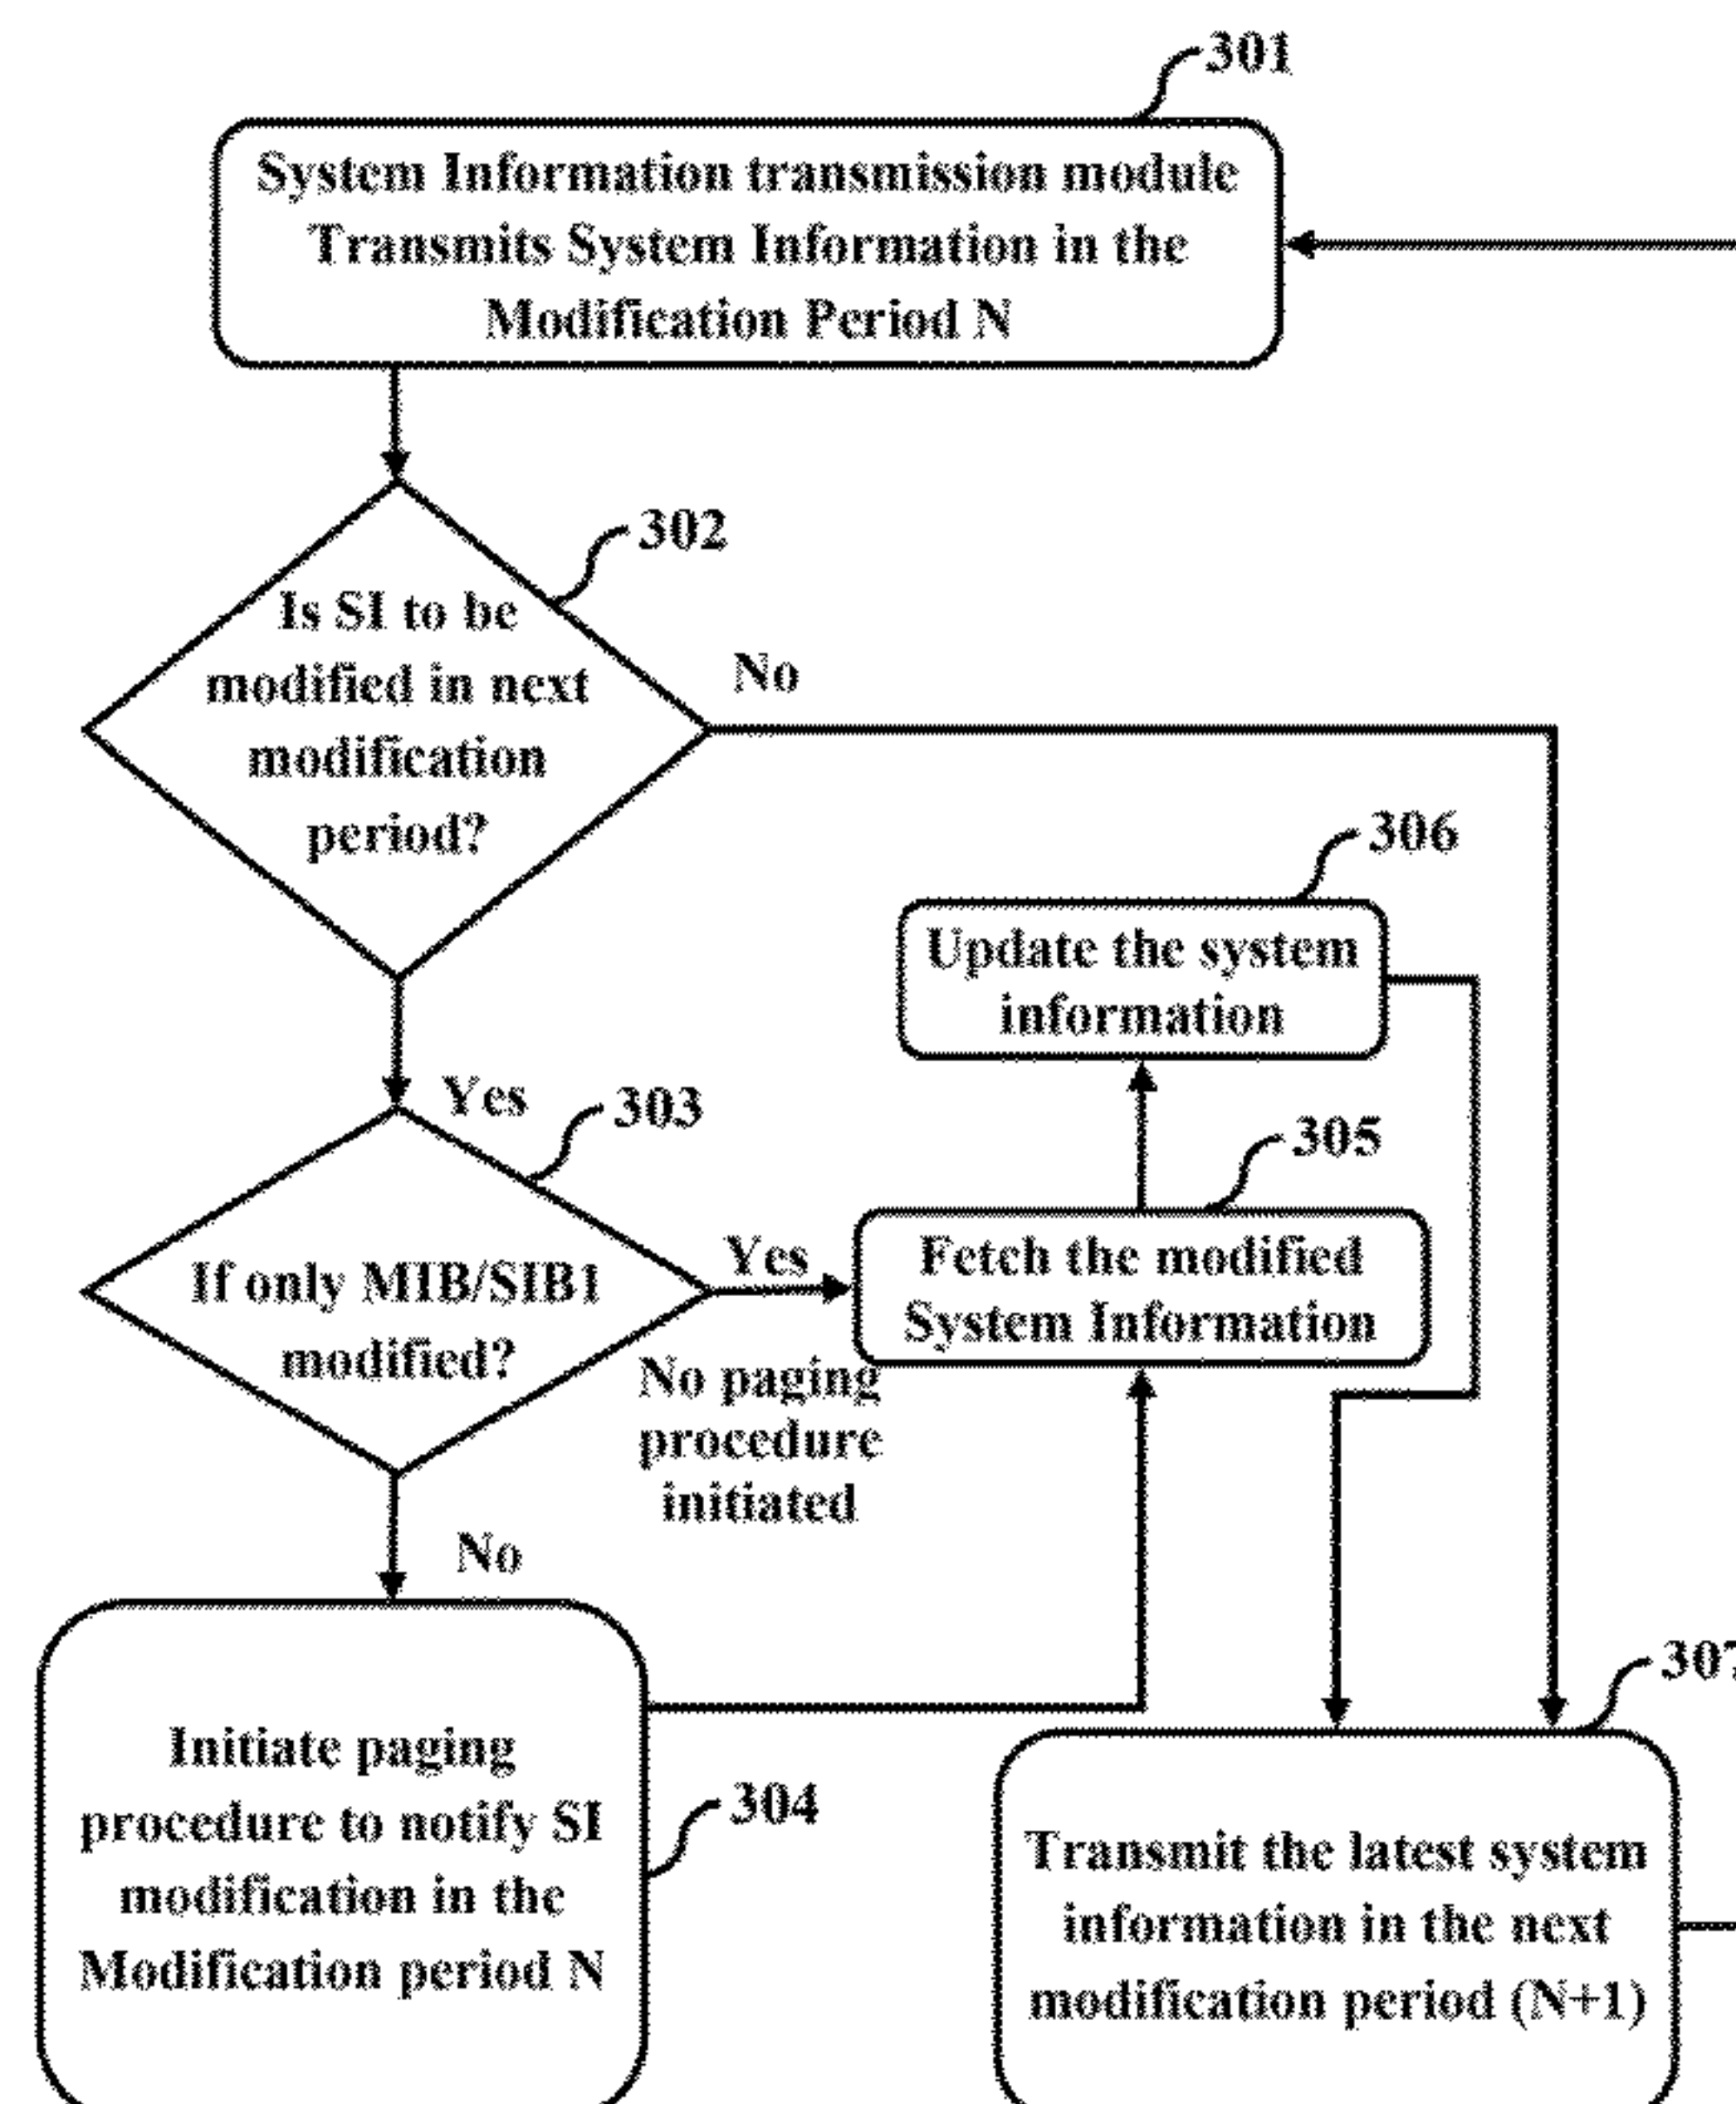 301
System Information transmission module
Transmits System Information in the
Modification Period N
302
Is SI to be
modified in next
modification
period?
No
306
Update the system
information
Yes
303
305
If only MIB/SIB1
modified?
Yes
Fetch the modified
System Information
No paging
procedure
initiated
No
307
Initiate paging
procedure to notify SI
modification in the
Modification period N
304
Transmit the latest system
information in the next
modification period (N+1)